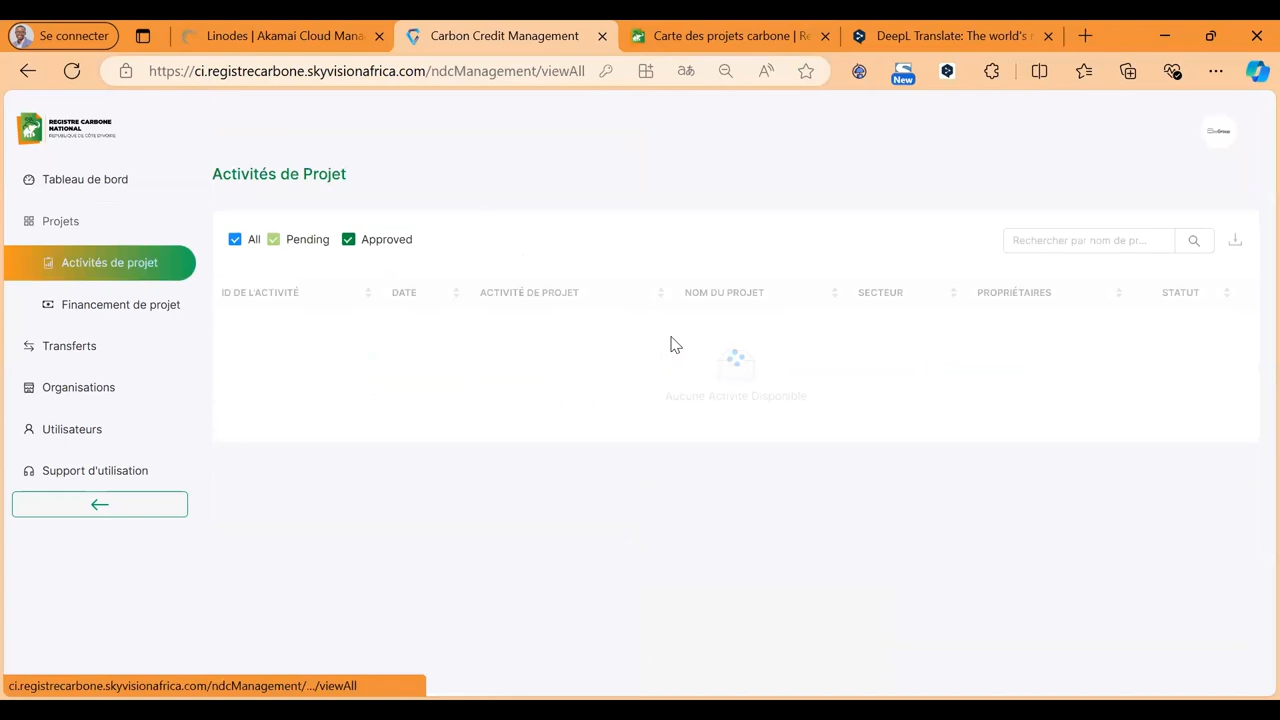 Se connecter
Linodes | Akamai Cloud Mana
Carbon Credit Management
Carte des projets carbone | Re
DeepL Translate: The world's
https://ci.registrecarbone.skyvisionafrica.com/ndcManagement/viewAll
New
REGISTRE CARBONE
NATIONAL
RÉPUBLIQUE DE CÔTE D'IVOIRE
Tableau de bord
Projets
Activités de projet
Financement de projet
Transferts
Organisations
Utilisateurs
Support d'utilisation
Activités de Projet
All Pending Approved
Rechercher par nom de pr...
ID DE L'ACTIVITÉ DATE ACTIVITÉ DE PROJET NOM DU PROJET SECTEUR PROPRIÉTAIRES STATUT
Aucune Activité Disponible
ci.registrecarbone.skyvisionafrica.com/ndcManagement/.../viewAll